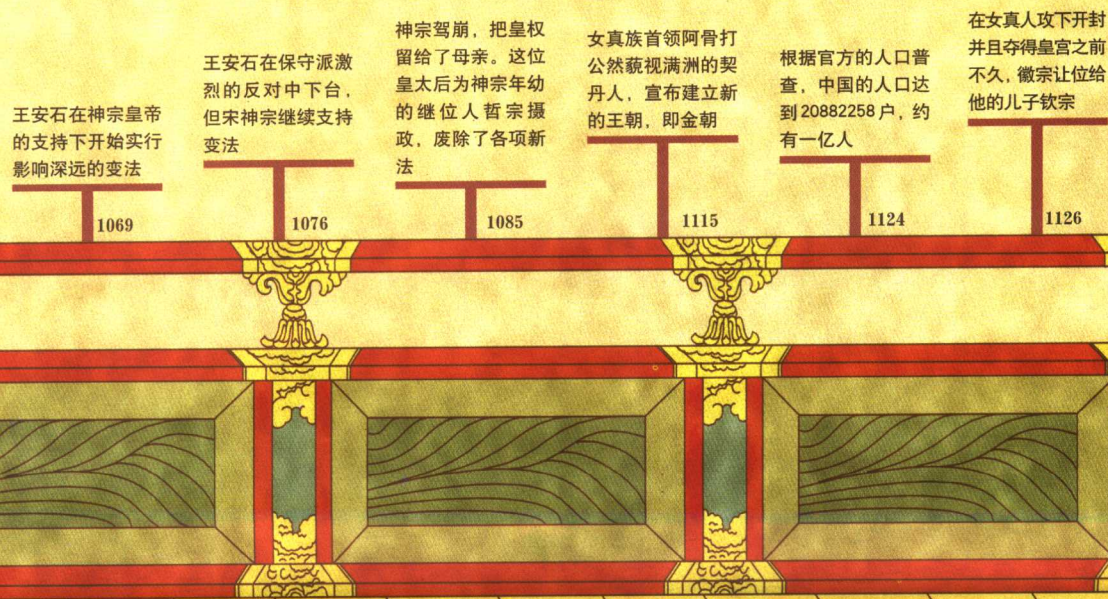 王安石在神宗皇帝
的支持下开始实行
影响深远的变法
1069
王安石在保守派激
烈的反对中下台，
但宋神宗继续支持
变法
1076
神宗驾崩，把皇权
留给了母亲。这位
皇太后为神宗年幼
的继位人哲宗摄
政，废除了各项新
法
1085
女真族首领阿骨打
公然藐视满洲的契
丹人，宣布建立新
的王朝，即金朝
1115
根据官方的人口普
查，中国的人口达
到20882258户，约
有一亿人
1124
在女真人攻下开封
并且夺得皇宫之前
不久，徽宗让位给
他的儿子钦宗
1126